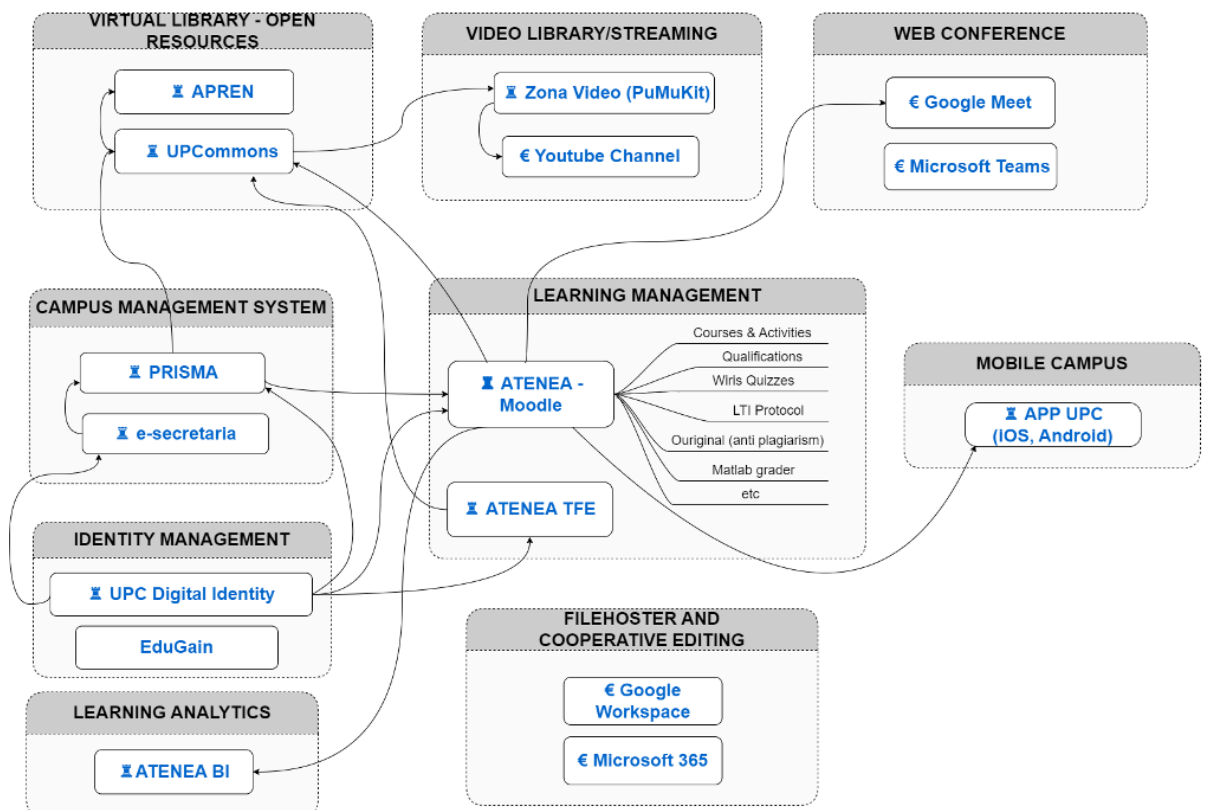 VIRTUAL LIBRARY - OPEN
RESOURCES
♜ APREN
♜ UPCommons
VIDEO LIBRARY/STREAMING
♜ Zona Video (PuMuKit)
€ Youtube Channel
WEB CONFERENCE
€ Google Meet
€ Microsoft Teams
CAMPUS MANAGEMENT SYSTEM
♜ PRISMA
♜ e-secretaria
LEARNING MANAGEMENT
♜ ATENEA -
Moodle
Courses & Activities
Qualifications
Wiris Quizzes
LTI Protocol
Ouriginal (anti plagiarism)
Matlab grader
etc
♜ ATENEA TFE
MOBILE CAMPUS
♜ APP UPC
(iOS, Android)
IDENTITY MANAGEMENT
♜ UPC Digital Identity
EduGain
FILEHOSTER AND
COOPERATIVE EDITING
€ Google
Workspace
€ Microsoft 365
LEARNING ANALYTICS
♜ATENEA BI